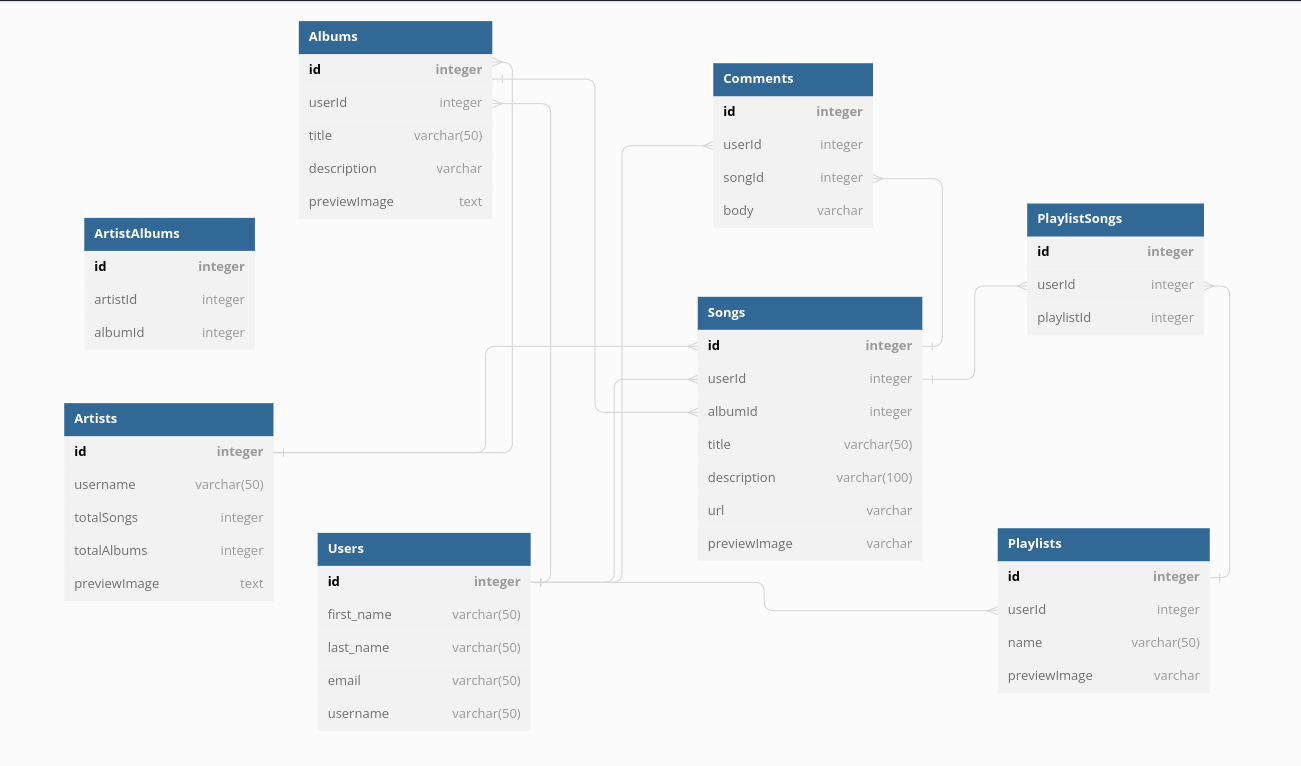 Albums
id integer
userId integer
title varchar(50)
description varchar
previewImage text
Comments
id integer
userId integer
songId integer
body varchar
ArtistAlbums
id integer
artistId integer
albumId integer
PlaylistSongs
id integer
userId integer
playlistId integer
Songs
id integer
userId integer
albumId integer
title varchar(50)
description varchar(100)
url varchar
previewImage varchar
Artists
id integer
username varchar(50)
totalSongs integer
totalAlbums integer
previewImage text
Users
id integer
first_name varchar(50)
last_name varchar(50)
email varchar(50)
username varchar(50)
Playlists
id integer
userId integer
name varchar(50)
previewImage varchar